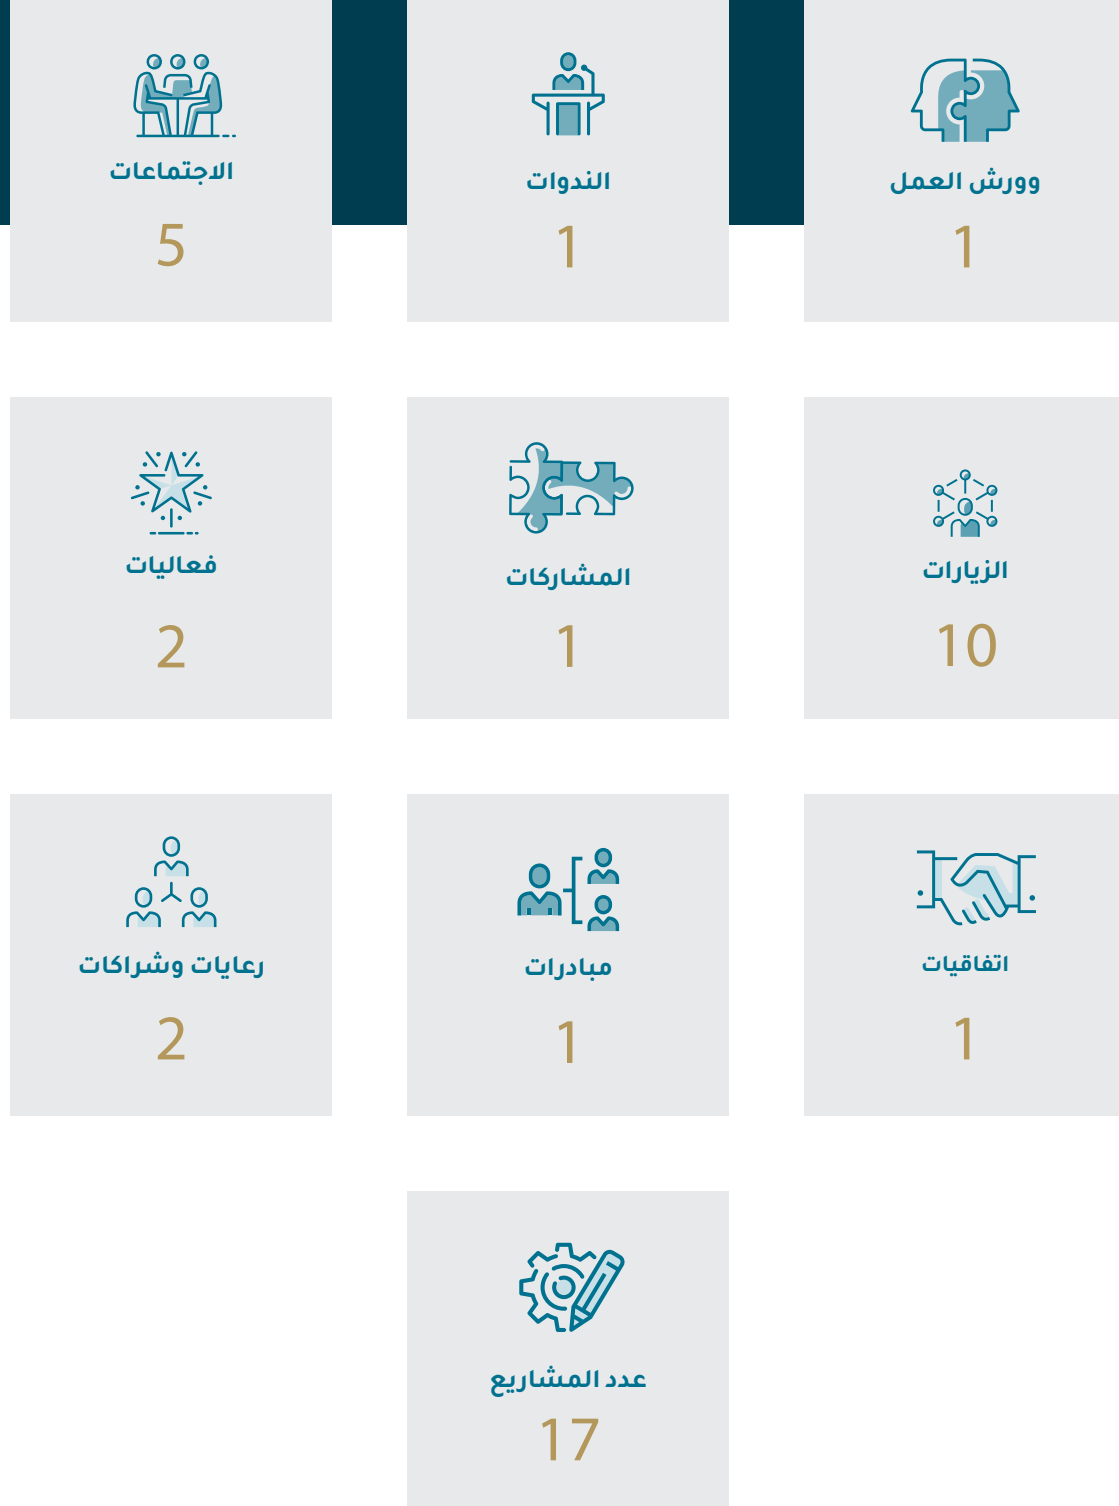 وورش العمل
1
الندوات
1
الاجتماعات
5
الزيارات
10
المشاركات
1
فعاليات
2
اتفاقيات
1
مبادرات
1
رعايات وشراكات
2
عدد المشاريع
17